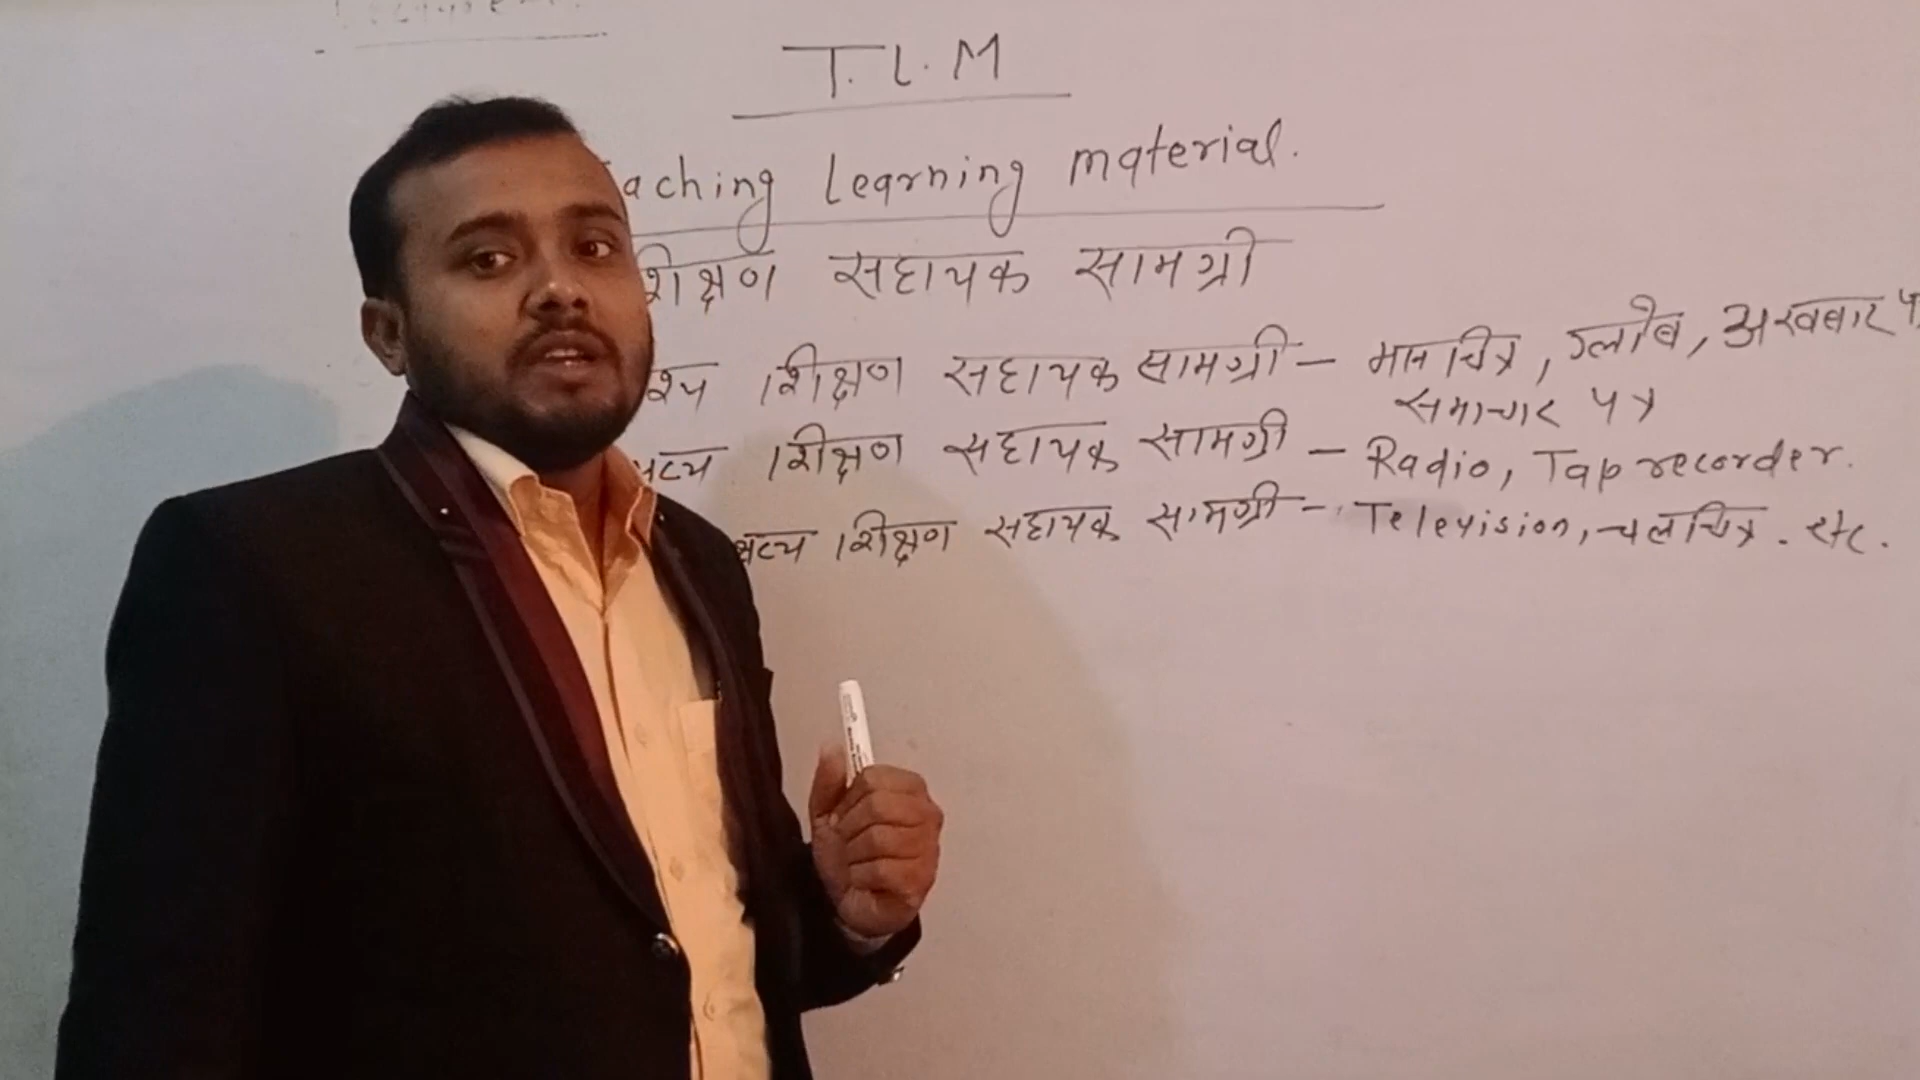 T.L.M
aching Learning material.
शिक्षण सहायक सामग्री
श्य शिक्षण सहायक सामग्री - मानचित्र, ग्लोब, अखबार
समाचार पत्र
शिक्षण सहायक सामग्री - Radio, Tap recorder.
शिक्षण सहायक सामग्री - Television, चलचित्र. etc.